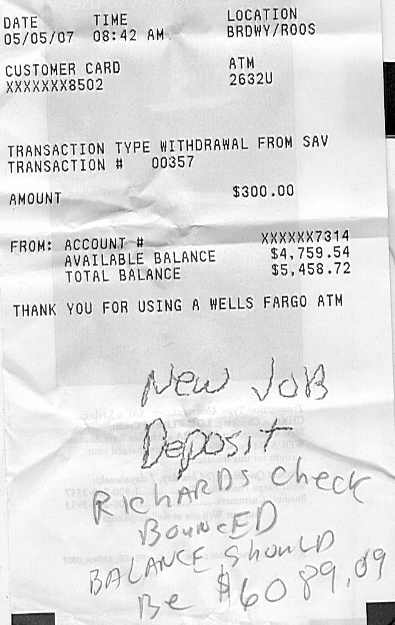 DATE TIME LOCATION
05/05/07 08:42 AM BRDWY/ROOS
CUSTOMER CARD ATM
XXXXXXX8502 2632U
TRANSACTION TYPE WITHDRAWAL FROM SAV
TRANSACTION # 00357
AMOUNT $300.00
FROM: ACCOUNT # XXXXXX7314
AVAILABLE BALANCE $4,759.54
TOTAL BALANCE $5,458.72
THANK YOU FOR USING A WELLS FARGO ATM
New JOB
Deposit
RICHARDS check
BOUNCED
BALANCE SHOULD
Be $6089.09